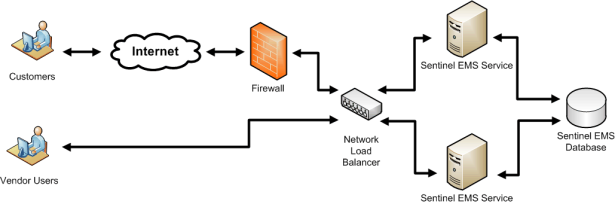 Customers
Internet
Firewall
Sentinel EMS Service
Network
Load
Balancer
Sentinel EMS
Database
Vendor Users
Sentinel EMS Service